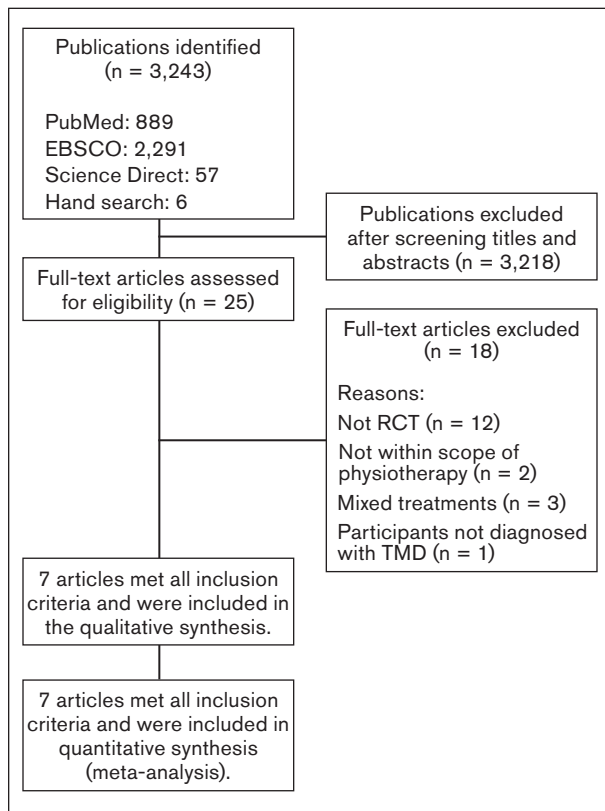 Publications identified
(n = 3,243)
PubMed: 889
EBSCO: 2,291
Science Direct: 57
Hand search: 6
Publications excluded
after screening titles and
abstracts (n = 3,218)
Full-text articles assessed
for eligibility (n = 25)
Full-text articles excluded
(n = 18)
Reasons:
Not RCT (n = 12)
Not within scope of
physiotherapy (n = 2)
Mixed treatments (n = 3)
Participants not diagnosed
with TMD (n = 1)
7 articles met all inclusion
criteria and were included in
the qualitative synthesis.
7 articles met all inclusion
criteria and were included in
quantitative synthesis
(meta-analysis).